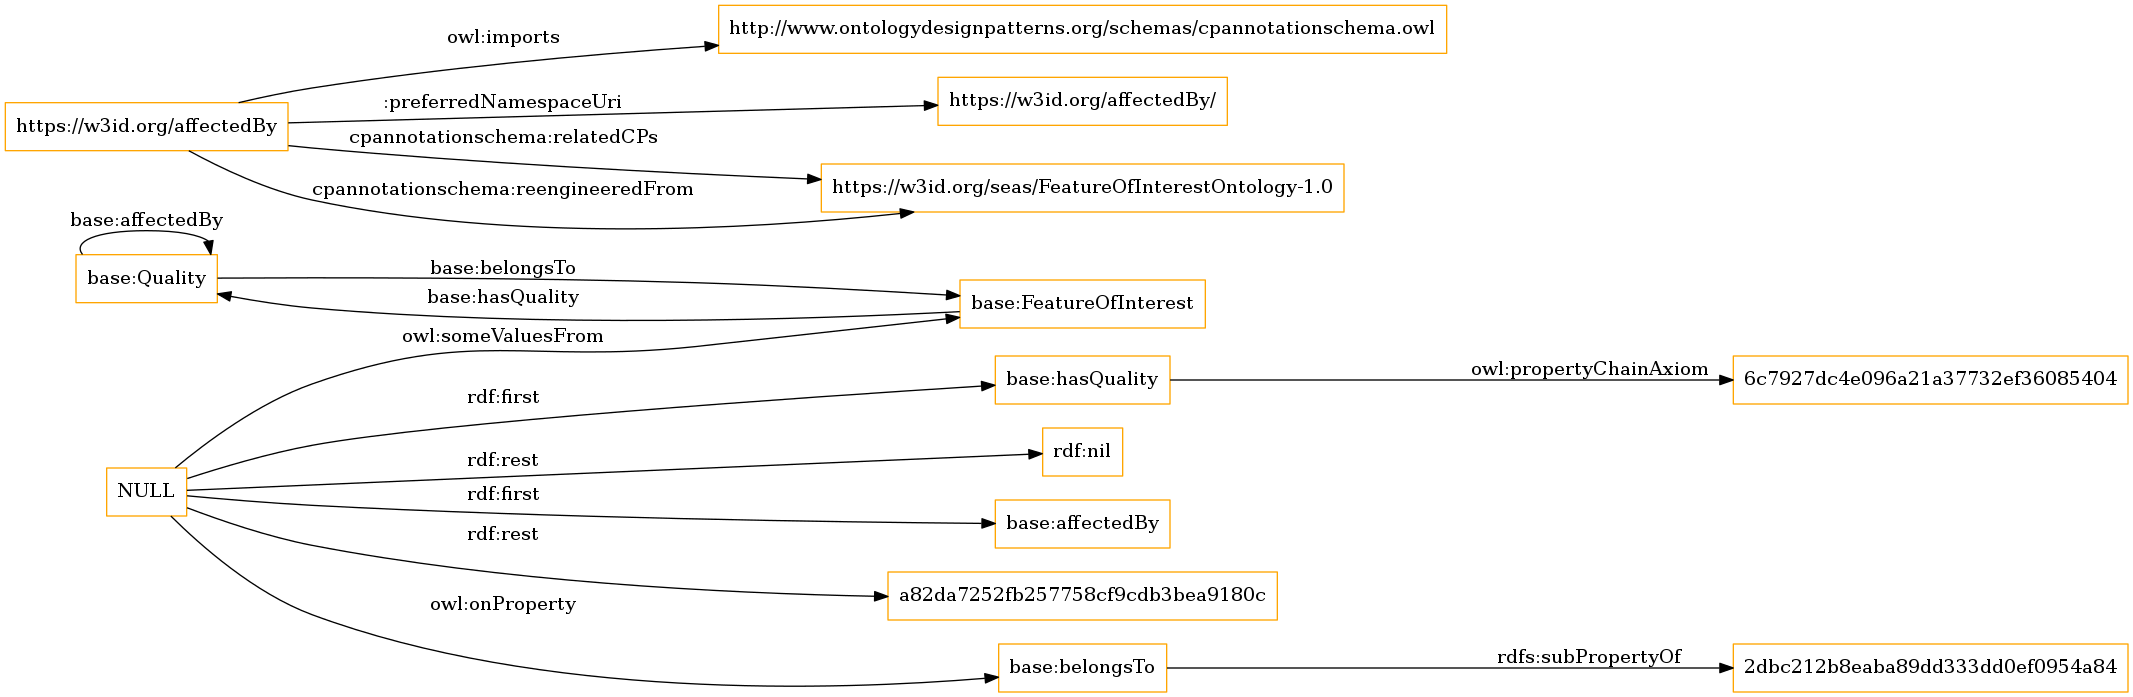 http://www.ontologydesignpatterns.org/schemas/cpannotationschema.owl
owl:imports
https://w3id.org/affectedBy/
:preferredNamespaceUri
https://w3id.org/affectedBy
cpannotationschema:relatedCPs
https://w3id.org/seas/FeatureOfInterestOntology-1.0
cpannotationschema:reengineeredFrom
base:affectedBy
base:Quality
base:belongsTo
base:hasQuality
base:FeatureOfInterest
owl:someValuesFrom
base:hasQuality
owl:propertyChainAxiom
6c7927dc4e096a21a37732ef36085404
rdf:first
rdf:nil
rdf:rest
NULL
rdf:first
base:affectedBy
rdf:rest
a82da7252fb257758cf9cdb3bea9180c
owl:onProperty
base:belongsTo
rdfs:subPropertyOf
2dbc212b8eaba89dd333dd0ef0954a84